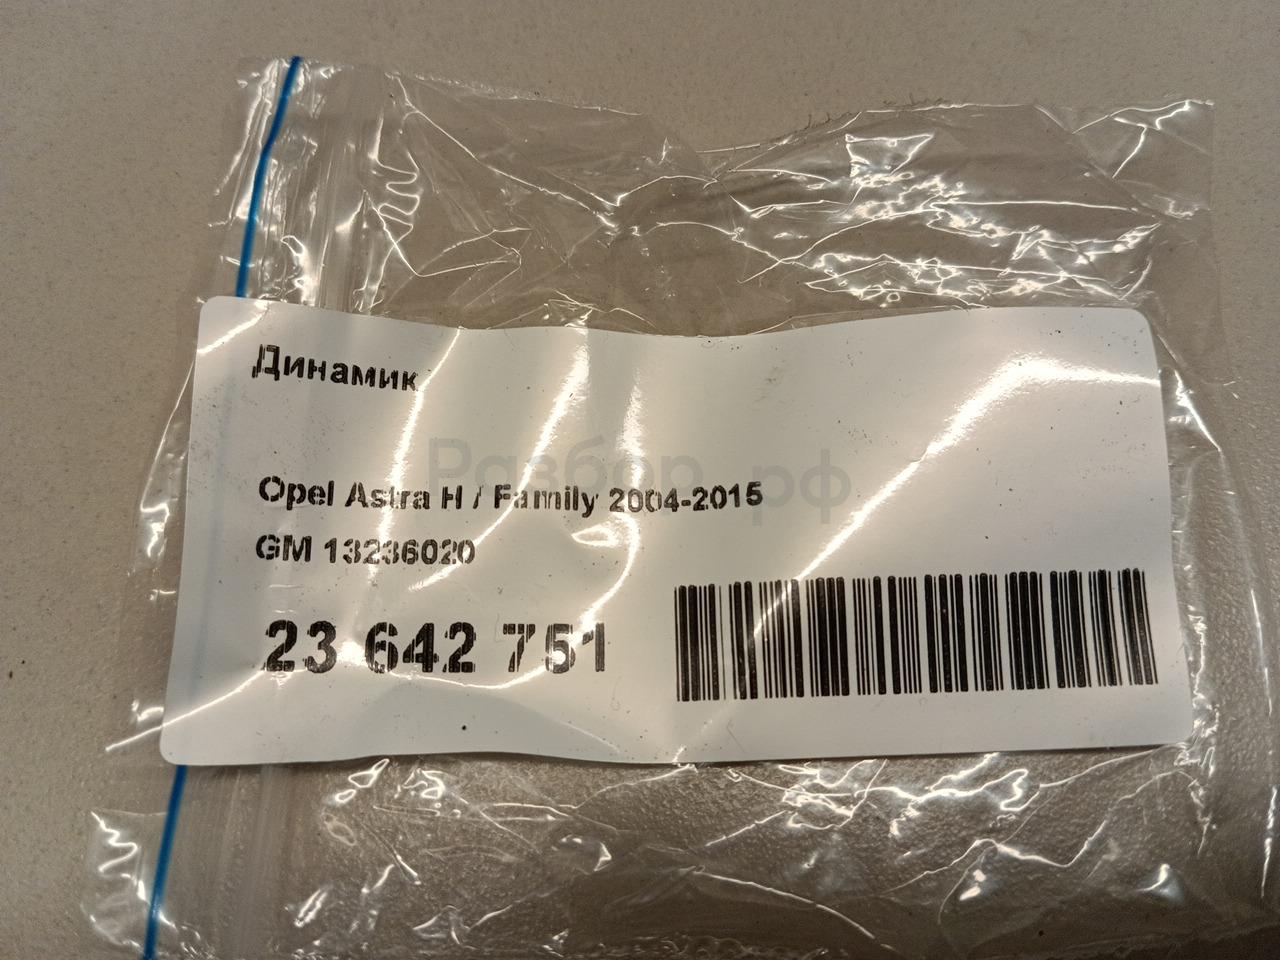 Динамик
Разбор.рф
Opel Astra H / Family 2004-2015
GM 13236020
23 642 751